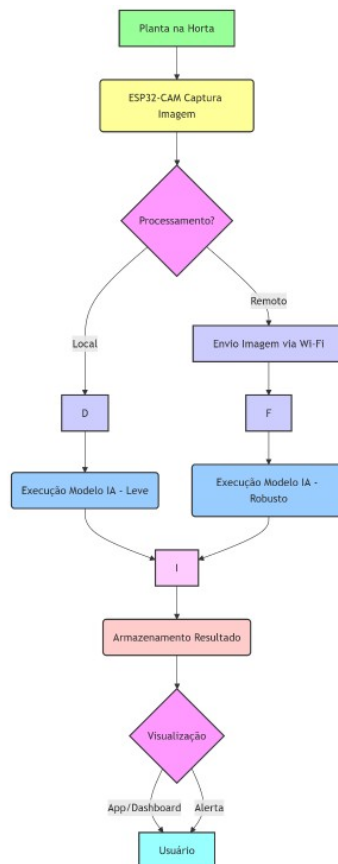 Planta na Horta
ESP32-CAM Captura
Imagem
Processamento?
Local
Remoto
Envio Imagem via Wi-Fi
D
F
Execução Modelo IA - Leve
Execução Modelo IA -
Robusto
I
Armazenamento Resultado
Visualização
App/Dashboard
Alerta
Usuário